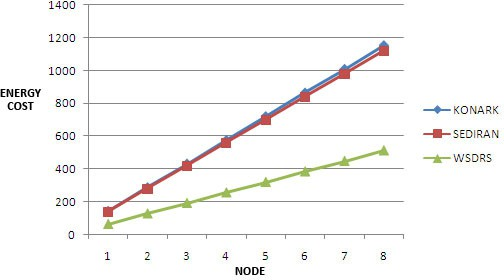 1400
1200
1000
800
600
400
200
0
ENERGY
COST
1 2 3 4 5 6 7 8
NODE
KONARK
SEDIRAN
WSDRS